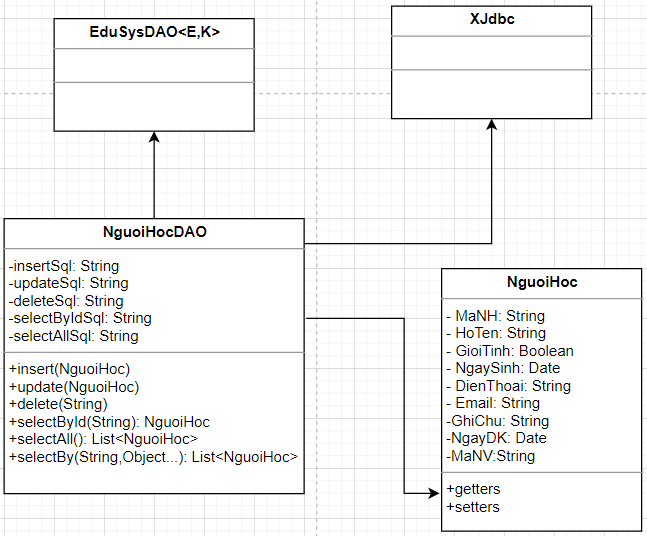 EduSysDAO<E,K>
XJdbc
NguoiHocDAO
-insertSql: String
-updateSql: String
-deleteSql: String
-selectByIdSql: String
-selectAllSql: String
+insert(NguoiHoc)
+update(NguoiHoc)
+delete(String)
+selectById(String): NguoiHoc
+selectAll(): List<NguoiHoc>
+selectBy(String,Object...): List<NguoiHoc>
NguoiHoc
- MaNH: String
- HoTen: String
- GioiTinh: Boolean
- NgaySinh: Date
- DienThoai: String
- Email: String
-GhiChu: String
-NgayDK: Date
-MaNV:String
+getters
+setters